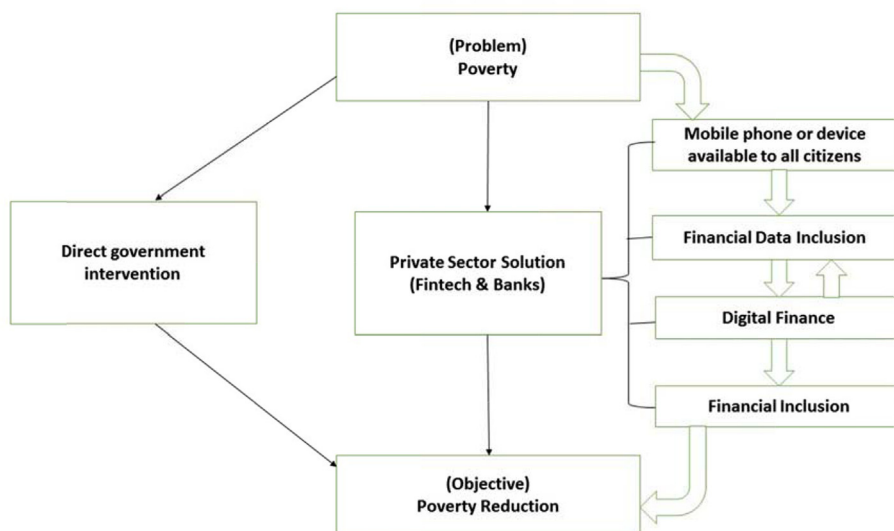 (Problem)
Poverty
Mobile phone or device
available to all citizens
Direct government
intervention
Private Sector Solution
(Fintech & Banks)
Financial Data Inclusion
Digital Finance
Financial Inclusion
(Objective)
Poverty Reduction